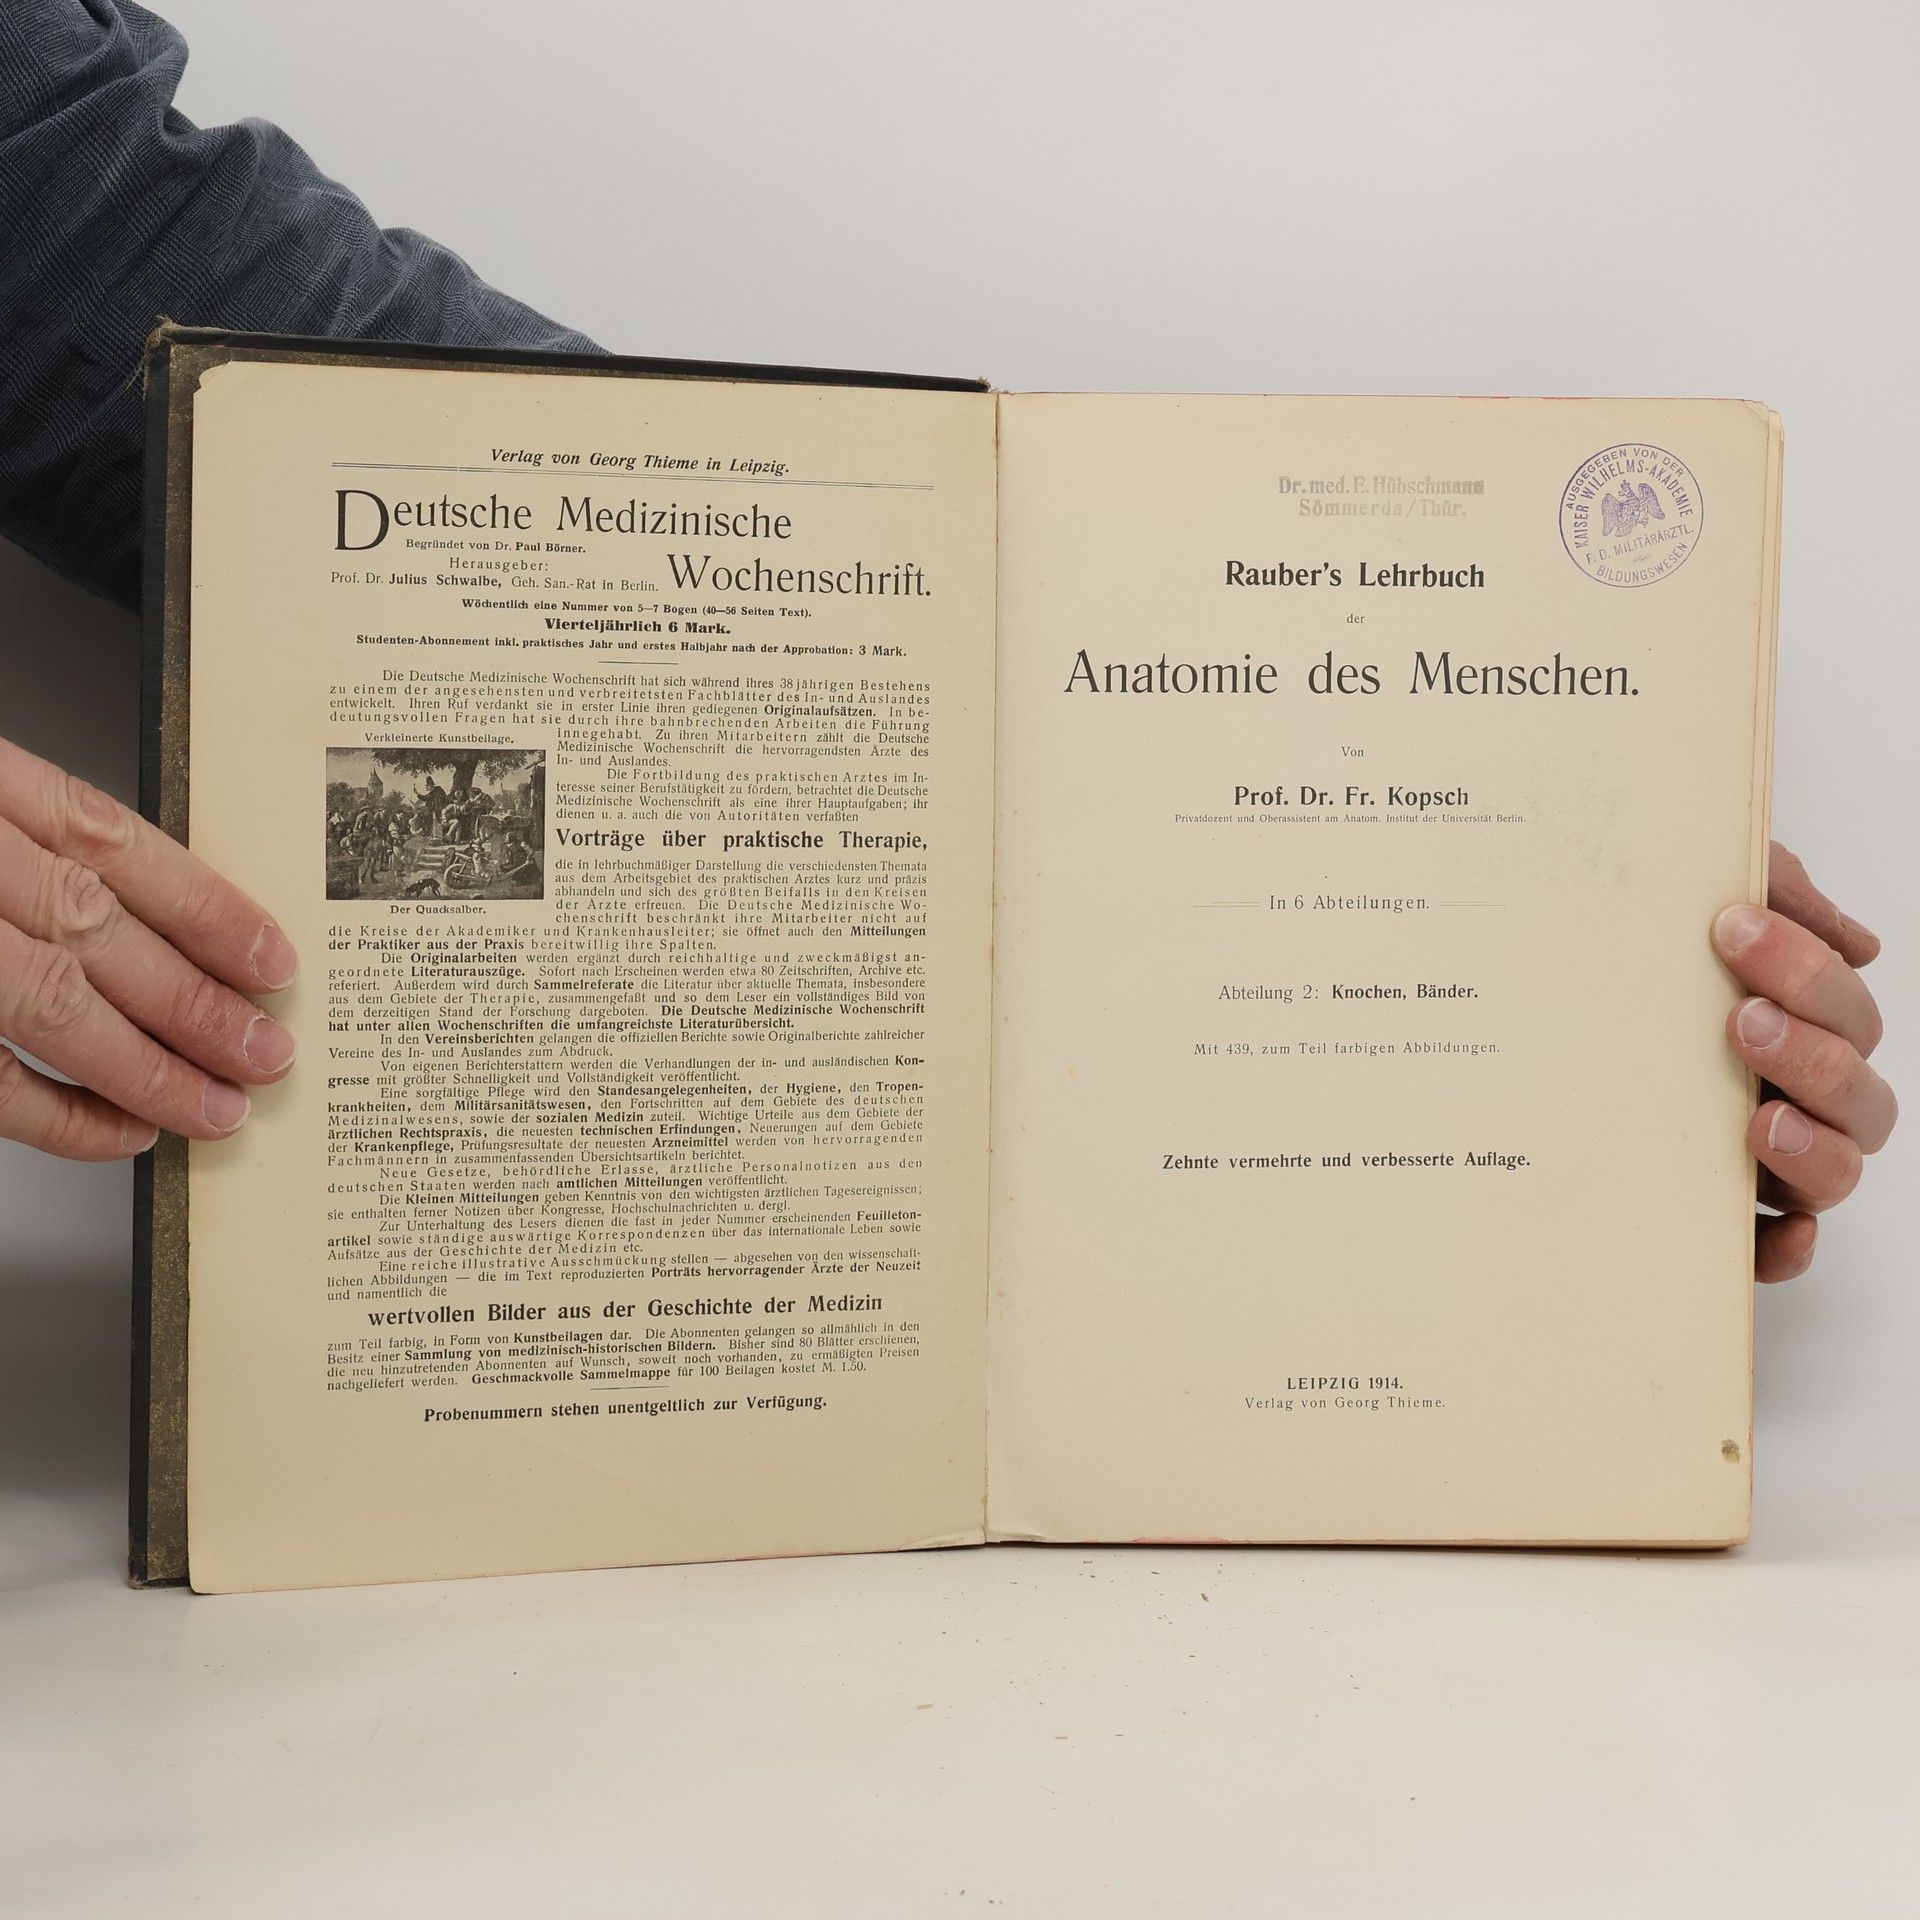 Verlag von Georg Thieme in Leipzig.
Deutsche Medizinische
Begründet von Dr. Paul Börner.
Herausgeber:
Prof. Dr. Julius Schwalbe, Geh. San.-Rat in Berlin.
Wochenschrift.
Wöchentlich eine Nummer von 5—7 Bogen (40—56 Seiten Text).
Vierteljährlich 6 Mark.
Studenten-Abonnement inkl. praktisches Jahr und erstes Halbjahr nach der Approbation: 3 Mark.
Die Deutsche Medizinische Wochenschrift hat sich während ihres 38jährigen Bestehens
zu einem der angesehensten und verbreitetsten Fachblätter des In- und Auslandes
entwickelt. Ihren Ruf verdankt sie in erster Linie ihren gediegenen Originalaufsätzen. In be-
deutungsvollen Fragen hat sie durch ihre bahnbrechenden Arbeiten die Führung
innegehabt. Zu ihren Mitarbeitern zählt die Deutsche
Medizinische Wochenschrift die hervorragendsten Ärzte des
In- und Auslandes.
Die Fortbildung des praktischen Arztes im In-
teresse seiner Berufstätigkeit zu fördern, betrachtet die Deutsche
Medizinische Wochenschrift als eine ihrer Hauptaufgaben; ihr
dienen u. a. auch die von Autoritäten verfaßten
Vorträge über praktische Therapie,
die in lehrbuchmäßiger Darstellung die verschiedensten Themata
aus dem Arbeitsgebiet des praktischen Arztes kurz und präzis
abhandeln und sich des größten Beifalls in den Kreisen
der Ärzte erfreuen. Die Deutsche Medizinische Wo-
chenschrift beschränkt ihre Mitarbeiter nicht auf
Verkleinerte Kunstbeilage.
Der Quacksalber.
die Kreise der Akademiker und Krankenhausleiter; sie öffnet auch den Mitteilungen
der Praktiker aus der Praxis bereitwillig ihre Spalten.
Die Originalarbeiten werden ergänzt durch reichhaltige und zweckmäßigst an-
geordnete Literaturauszüge. Sofort nach Erscheinen werden etwa 80 Zeitschriften, Archive etc.
referiert. Außerdem wird durch Sammelreferate die Literatur über aktuelle Themata, insbesondere
aus dem Gebiete der Therapie, zusammengefaßt und so dem Leser ein vollständiges Bild von
dem derzeitigen Stand der Forschung dargeboten. Die Deutsche Medizinische Wochenschrift
hat unter allen Wochenschriften die umfangreichste Literaturübersicht.
In den Vereinsberichten gelangen die offiziellen Berichte sowie Originalberichte zahlreicher
Vereine des In- und Auslandes zum Abdruck.
Von eigenen Berichterstattern werden die Verhandlungen der in- und ausländischen Kon-
gresse mit größter Schnelligkeit und Vollständigkeit veröffentlicht.
Eine sorgfältige Pflege wird den Standesangelegenheiten, der Hygiene, den Tropen-
krankheiten, dem Militärsanitätswesen, den Fortschritten auf dem Gebiete des deutschen
Medizinalwesens, sowie der sozialen Medizin zuteil. Wichtige Urteile aus dem Gebiete der
ärztlichen Rechtspraxis, die neuesten technischen Erfindungen, Neuerungen auf dem Gebiete
der Krankenpflege, Prüfungsresultate der neuesten Arzneimittel werden von hervorragenden
Fachmännern in zusammenfassenden Übersichtsartikeln berichtet.
Neue Gesetze, behördliche Erlasse, ärztliche Personalnotizen aus den
deutschen Staaten werden nach amtlichen Mitteilungen veröffentlicht.
Die Kleinen Mitteilungen geben Kenntnis von den wichtigsten ärztlichen Tagesereignissen;
sie enthalten ferner Notizen über Kongresse, Hochschulnachrichten u. dergl.
Zur Unterhaltung des Lesers dienen die fast in jeder Nummer erscheinenden Feuilleton-
artikel sowie ständige auswärtige Korrespondenzen über das internationale Leben sowie
Aufsätze aus der Geschichte der Medizin etc.
Eine reiche illustrative Ausschmückung stellen — abgesehen von den wissenschaft-
lichen Abbildungen — die im Text reproduzierten Porträts hervorragender Ärzte der Neuzeit
und namentlich die
wertvollen Bilder aus der Geschichte der Medizin
zum Teil farbig, in Form von Kunstbeilagen dar. Die Abonnenten gelangen so allmählich in den
Besitz einer Sammlung von medizinisch-historischen Bildern. Bisher sind 80 Blätter erschienen,
die neu hinzutretenden Abonnenten auf Wunsch, soweit noch vorhanden, zu ermäßigten Preisen
nachgeliefert werden. Geschmackvolle Sammelmappe für 100 Beilagen kostet M. 1.50.
Probenummern stehen unentgeltlich zur Verfügung.
Dr. med. E. Hübschmann
Sömmerda/Thür.
AUSGEGEBEN VON DER
KAISER WILHELMS-AKADEMIE
F. D. MILITÄRÄRZTL.
BILDUNGSWESEN
Rauber's Lehrbuch
der
Anatomie des Menschen.
Von
Prof. Dr. Fr. Kopsch
Privatdozent und Oberassistent am Anatom. Institut der Universität Berlin.
In 6 Abteilungen.
Abteilung 2: Knochen, Bänder.
Mit 439, zum Teil farbigen Abbildungen.
Zehnte vermehrte und verbesserte Auflage.
LEIPZIG 1914.
Verlag von Georg Thieme.